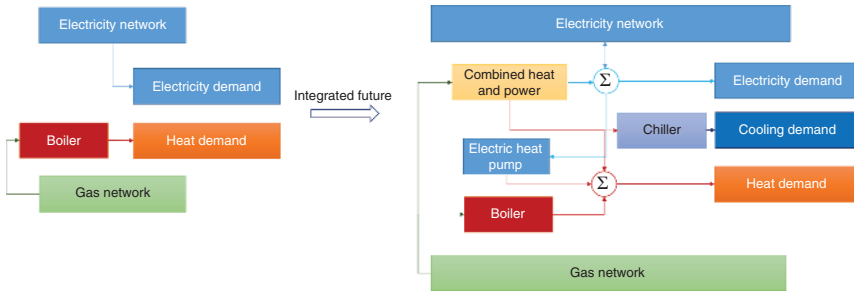 Electricity network
Electricity demand
Boiler
Heat demand
Gas network
Integrated future
Electricity network
Combined heat
and power
Σ
Electricity demand
Chiller
Cooling demand
Electric heat
pump
Σ
Heat demand
Boiler
Gas network